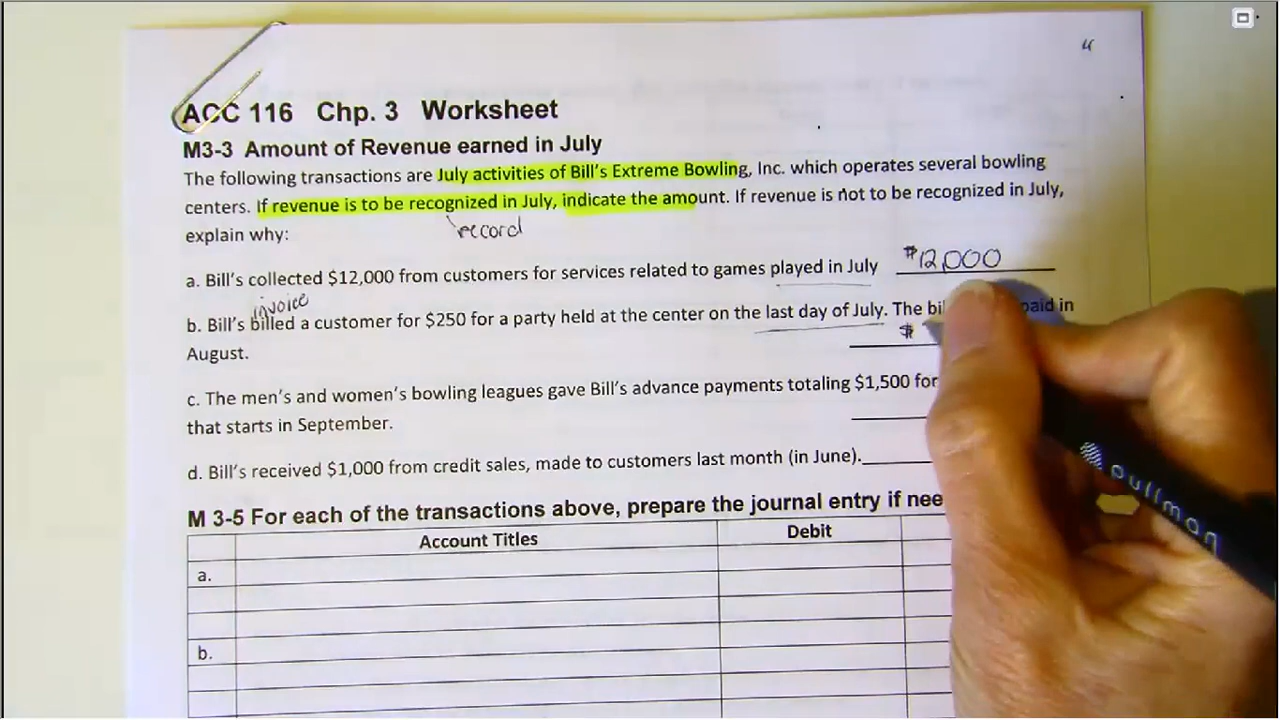 u
ACC 116 Chp. 3 Worksheet
M3-3 Amount of Revenue earned in July
The following transactions are July activities of Bill's Extreme Bowling, Inc. which operates several bowling
centers. If revenue is to be recognized in July, indicate the amount. If revenue is not to be recognized in July,
record
explain why:
a. Bill's collected $12,000 from customers for services related to games played in July $12,000
invoice
b. Bill's billed a customer for $250 for a party held at the center on the last day of July. The paid in
$
August.
c. The men's and women's bowling leagues gave Bill's advance payments totaling $1,500 for
that starts in September.
d. Bill's received $1,000 from credit sales, made to customers last month (in June).
M 3-5 For each of the transactions above, prepare the journal entry if
Account Titles Debit
a.
b.
pullman